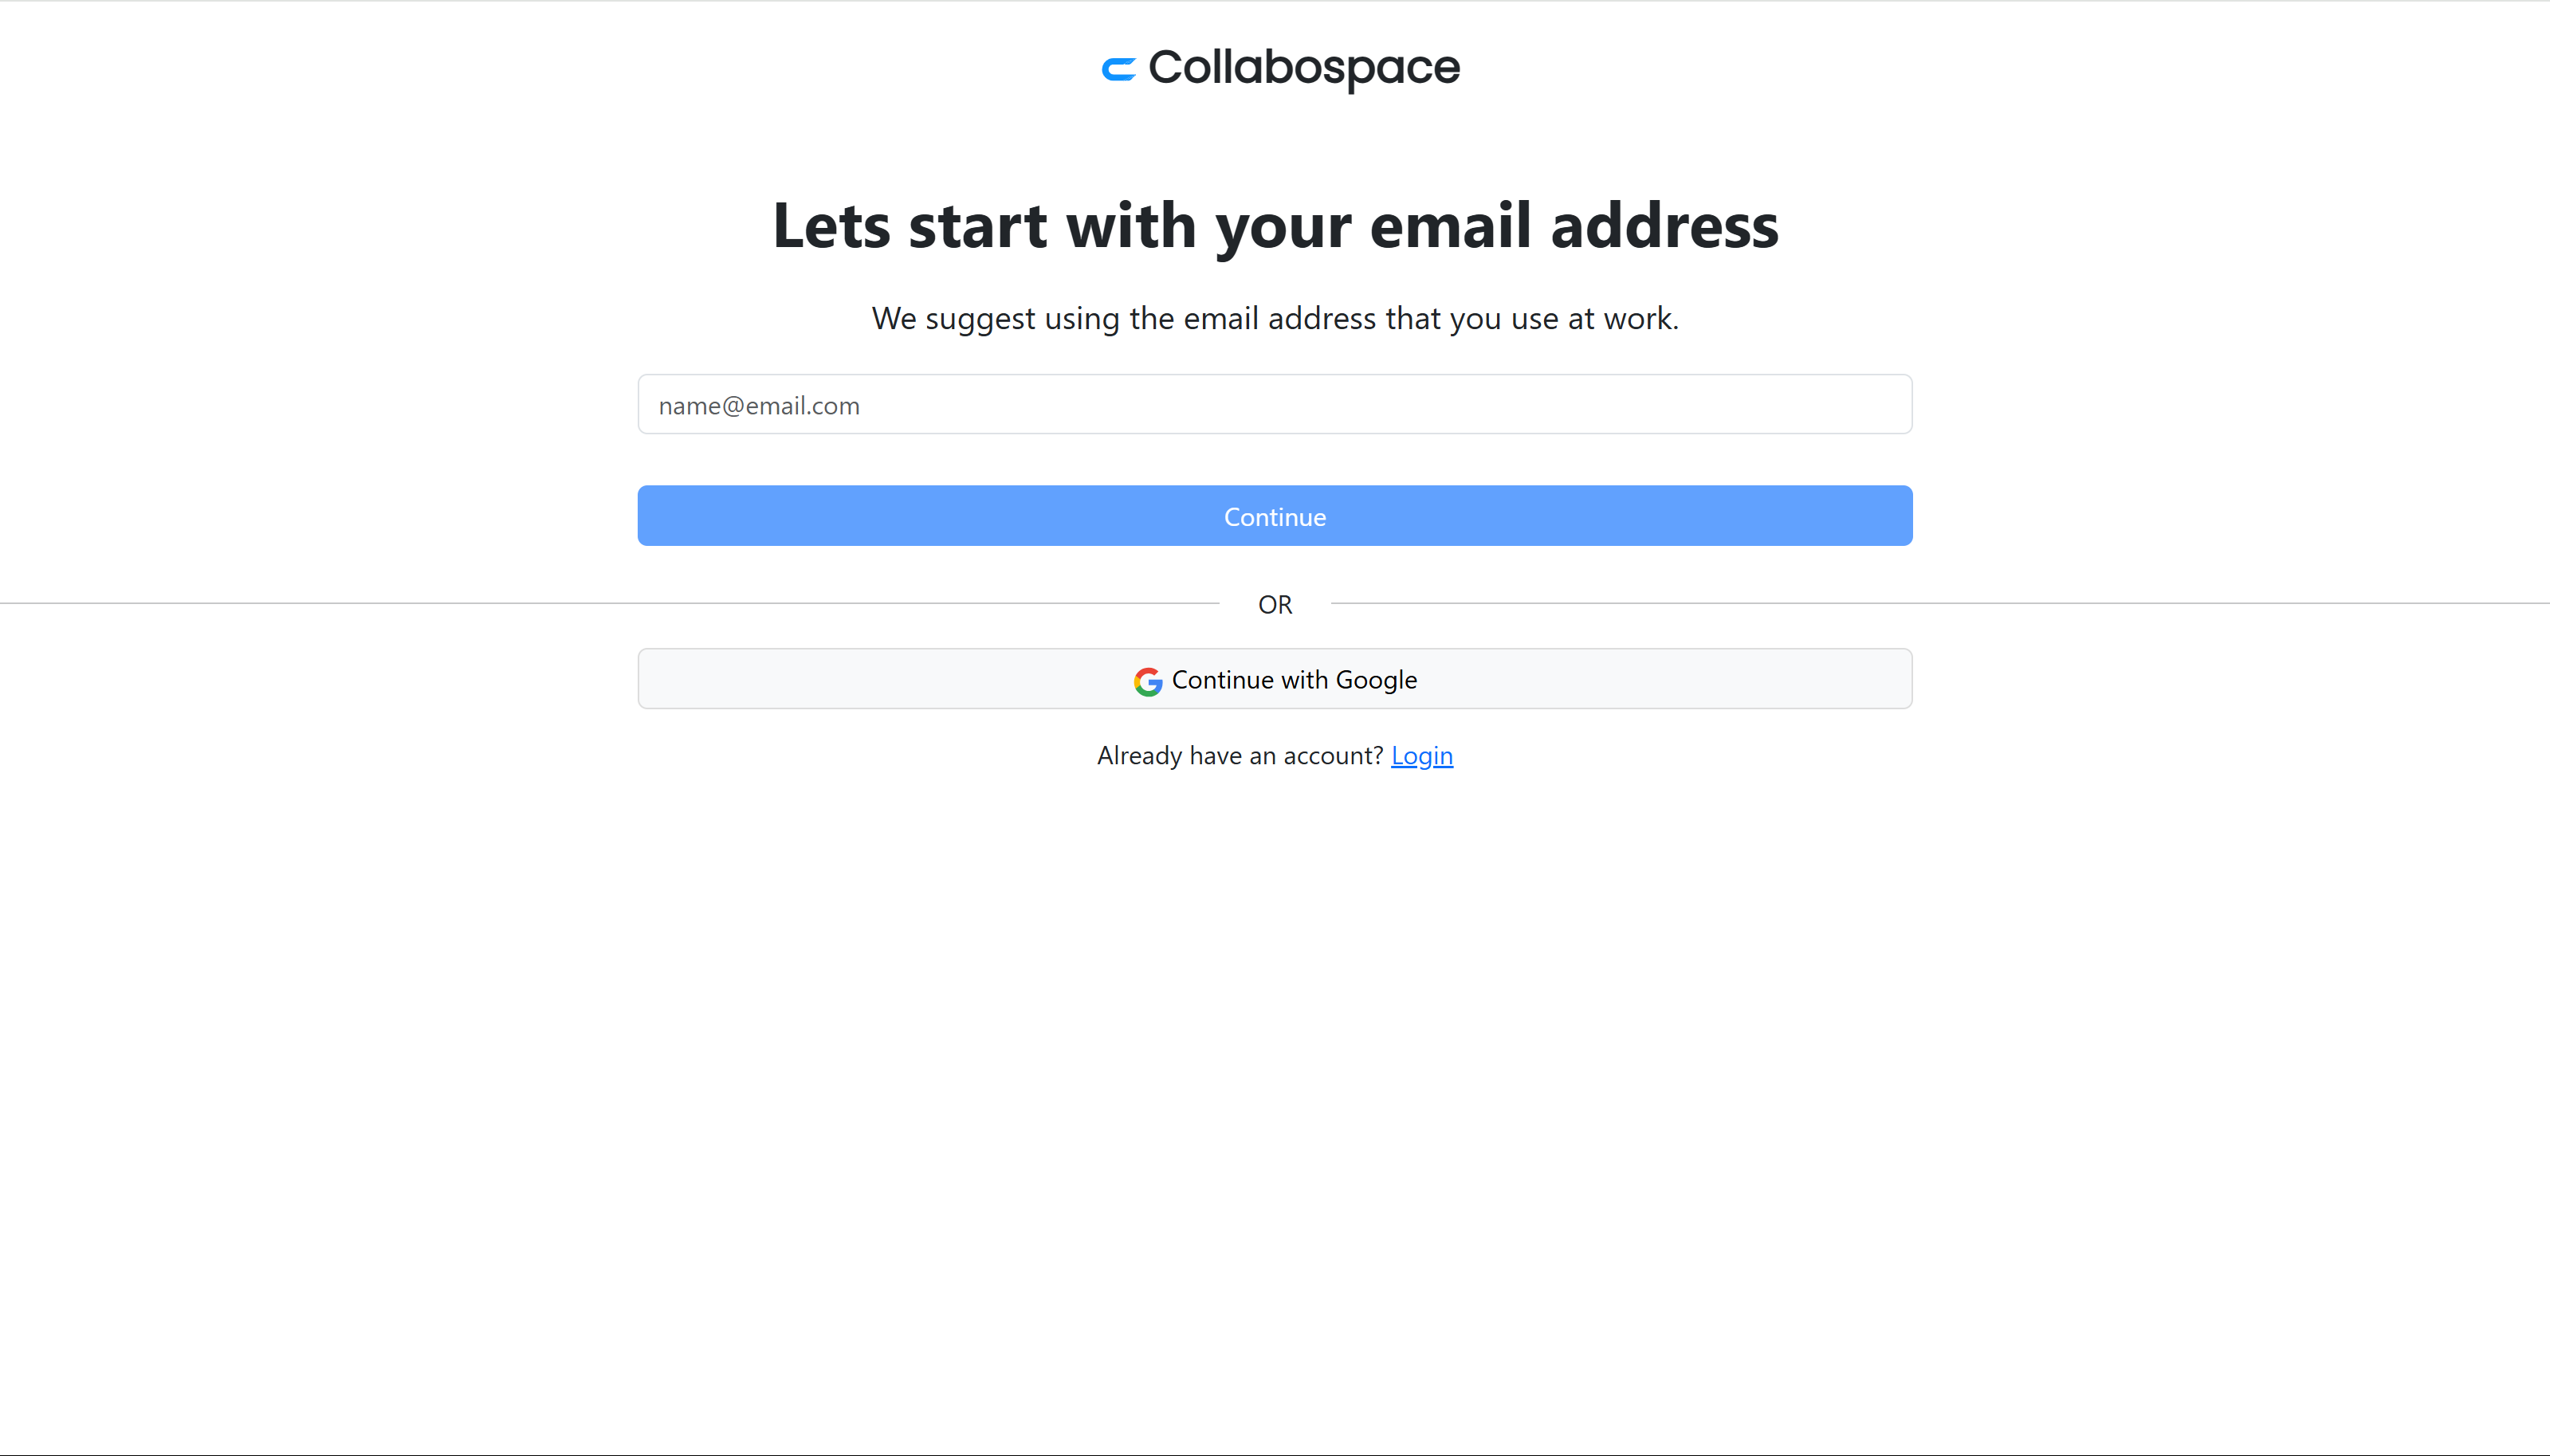 Collabospace
Lets start with your email address
We suggest using the email address that you use at work.
name@email.com
Continue
OR
Continue with Google
Already have an account? Login